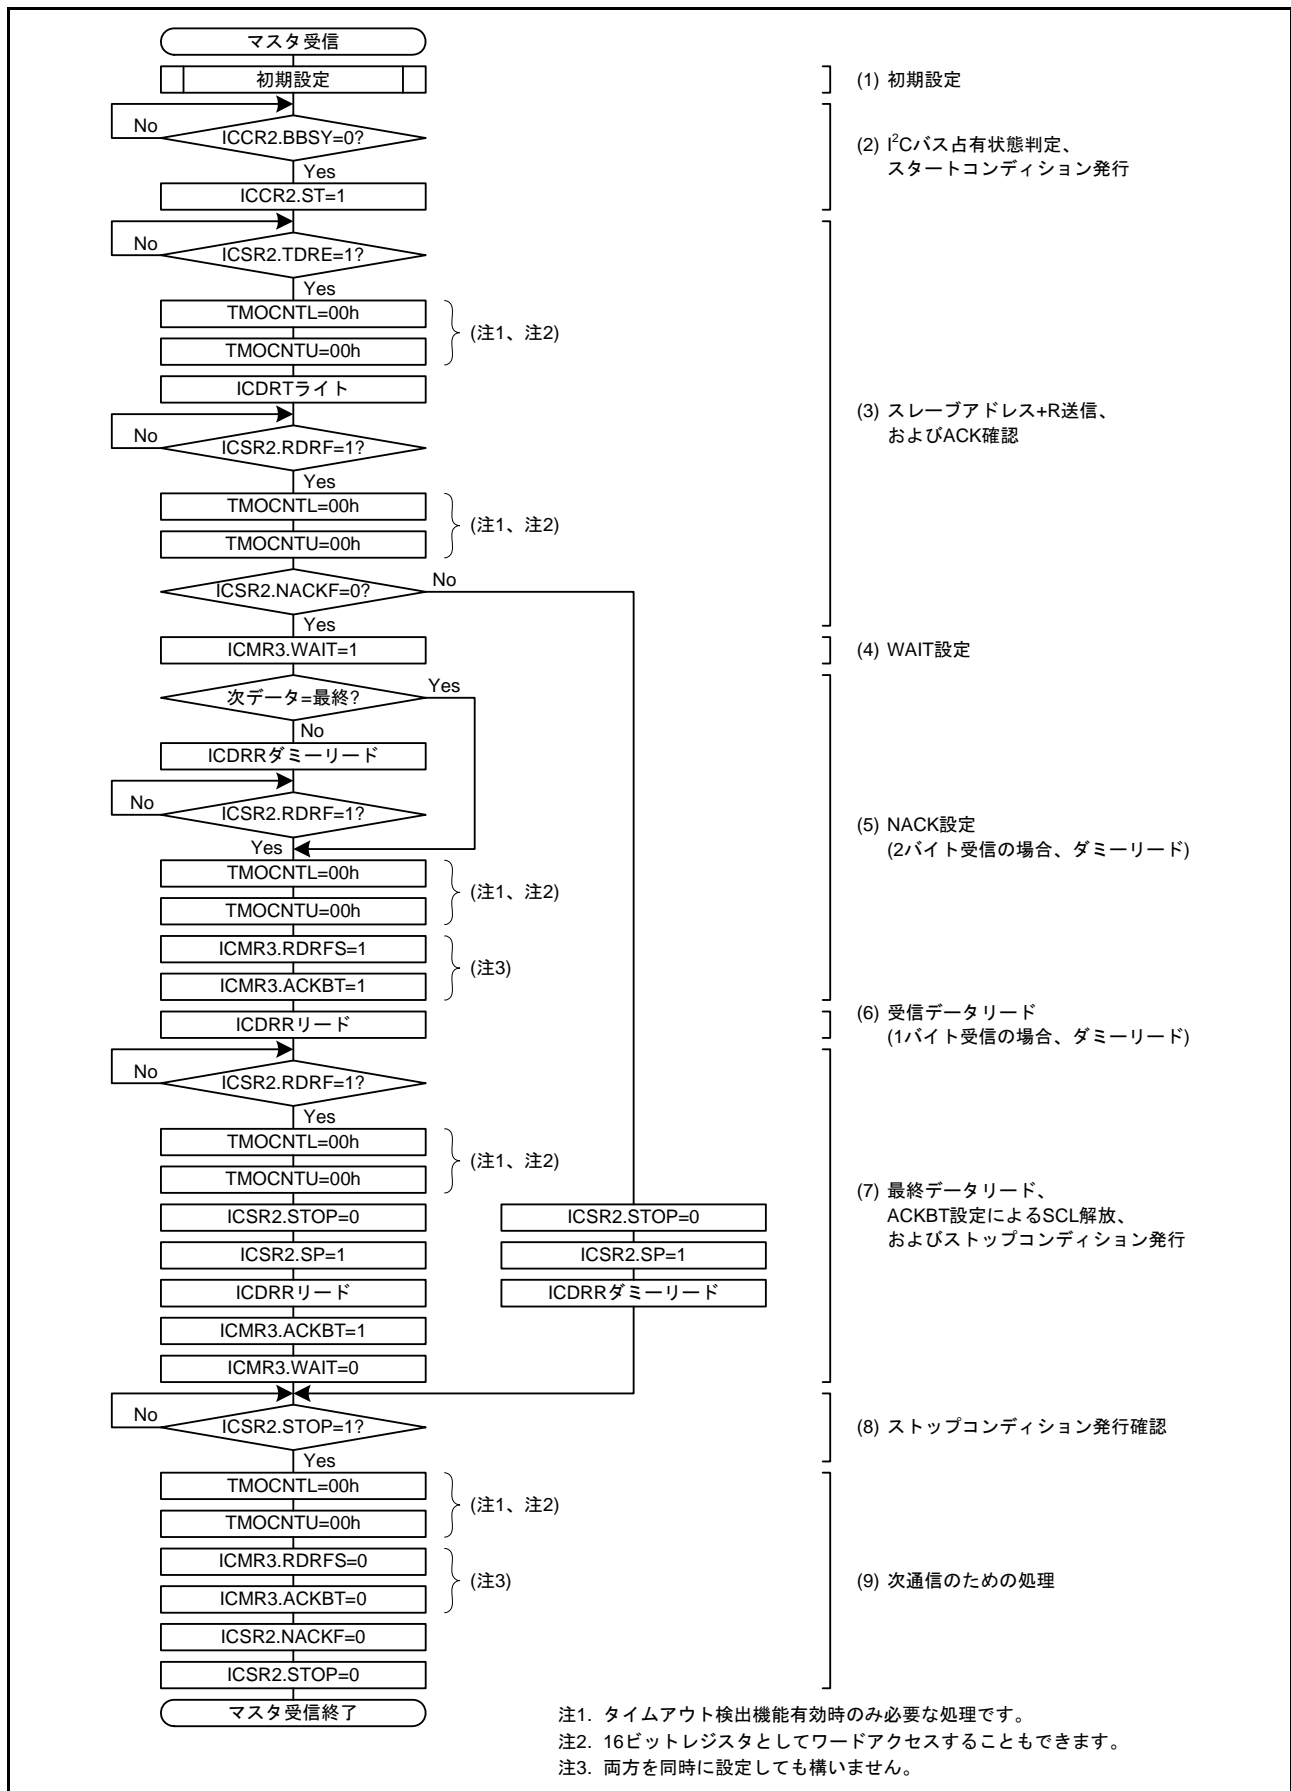 マスタ受信
初期設定
(1) 初期設定
No
ICCR2.BBSY=0?
Yes
ICCR2.ST=1
(2) I²Cバス占有状態判定、
スタートコンディション発行
No
ICSR2.TDRE=1?
Yes
TMOCNTL=00h
TMOCNTU=00h
(注1、注2)
ICDRTライト
No
ICSR2.RDRF=1?
Yes
TMOCNTL=00h
TMOCNTU=00h
(注1、注2)
ICSR2.NACKF=0?
No
Yes
(3) スレーブアドレス+R送信、
およびACK確認
ICMR3.WAIT=1
(4) WAIT設定
次データ=最終?
Yes
No
ICDRRダミーリード
No
ICSR2.RDRF=1?
Yes
TMOCNTL=00h
TMOCNTU=00h
(注1、注2)
ICMR3.RDRFS=1
ICMR3.ACKBT=1
(注3)
(5) NACK設定
(2バイト受信の場合、ダミーリード)
ICDRRリード
(6) 受信データリード
(1バイト受信の場合、ダミーリード)
No
ICSR2.RDRF=1?
Yes
TMOCNTL=00h
TMOCNTU=00h
(注1、注2)
ICSR2.STOP=0
ICSR2.SP=1
ICDRRリード
ICMR3.ACKBT=1
ICMR3.WAIT=0
ICSR2.STOP=0
ICSR2.SP=1
ICDRRダミーリード
(7) 最終データリード、
ACKBT設定によるSCL解放、
およびストップコンディション発行
No
ICSR2.STOP=1?
Yes
(8) ストップコンディション発行確認
TMOCNTL=00h
TMOCNTU=00h
(注1、注2)
ICMR3.RDRFS=0
ICMR3.ACKBT=0
(注3)
ICSR2.NACKF=0
ICSR2.STOP=0
(9) 次通信のための処理
マスタ受信終了
注1. タイムアウト検出機能有効時のみ必要な処理です。
注2. 16ビットレジスタとしてワードアクセスすることもできます。
注3. 両方を同時に設定しても構いません。